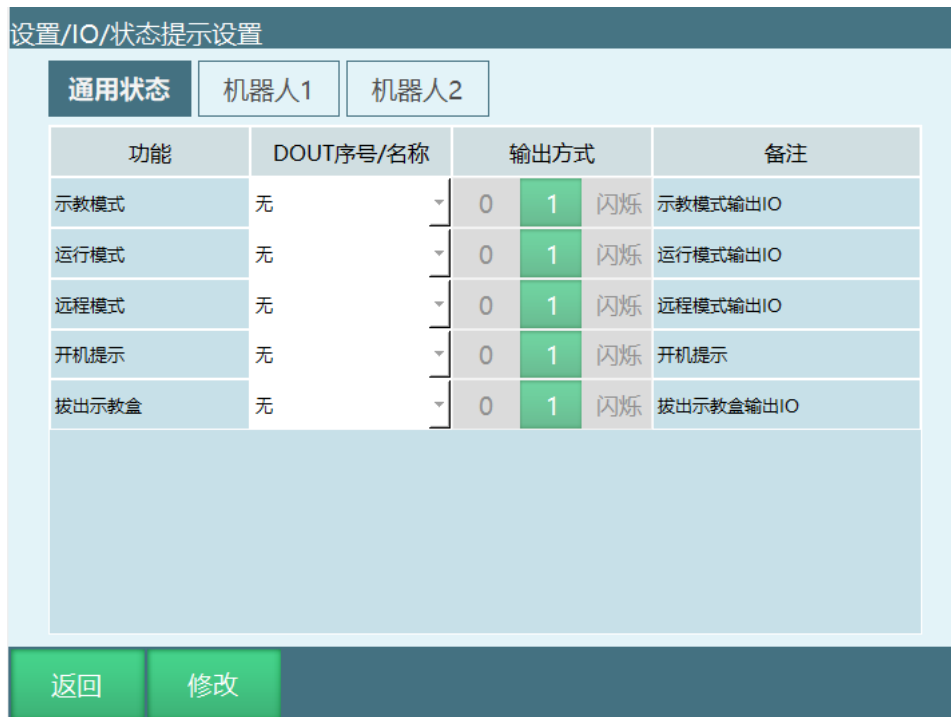 设置/IO/状态提示设置
通用状态 机器人1 机器人2
功能 DOUT序号/名称 输出方式 备注
示教模式 无 0 1 闪烁 示教模式输出IO
运行模式 无 0 1 闪烁 运行模式输出IO
远程模式 无 0 1 闪烁 远程模式输出IO
开机提示 无 0 1 闪烁 开机提示
拔出示教盒 无 0 1 闪烁 拔出示教盒输出IO
返回 修改